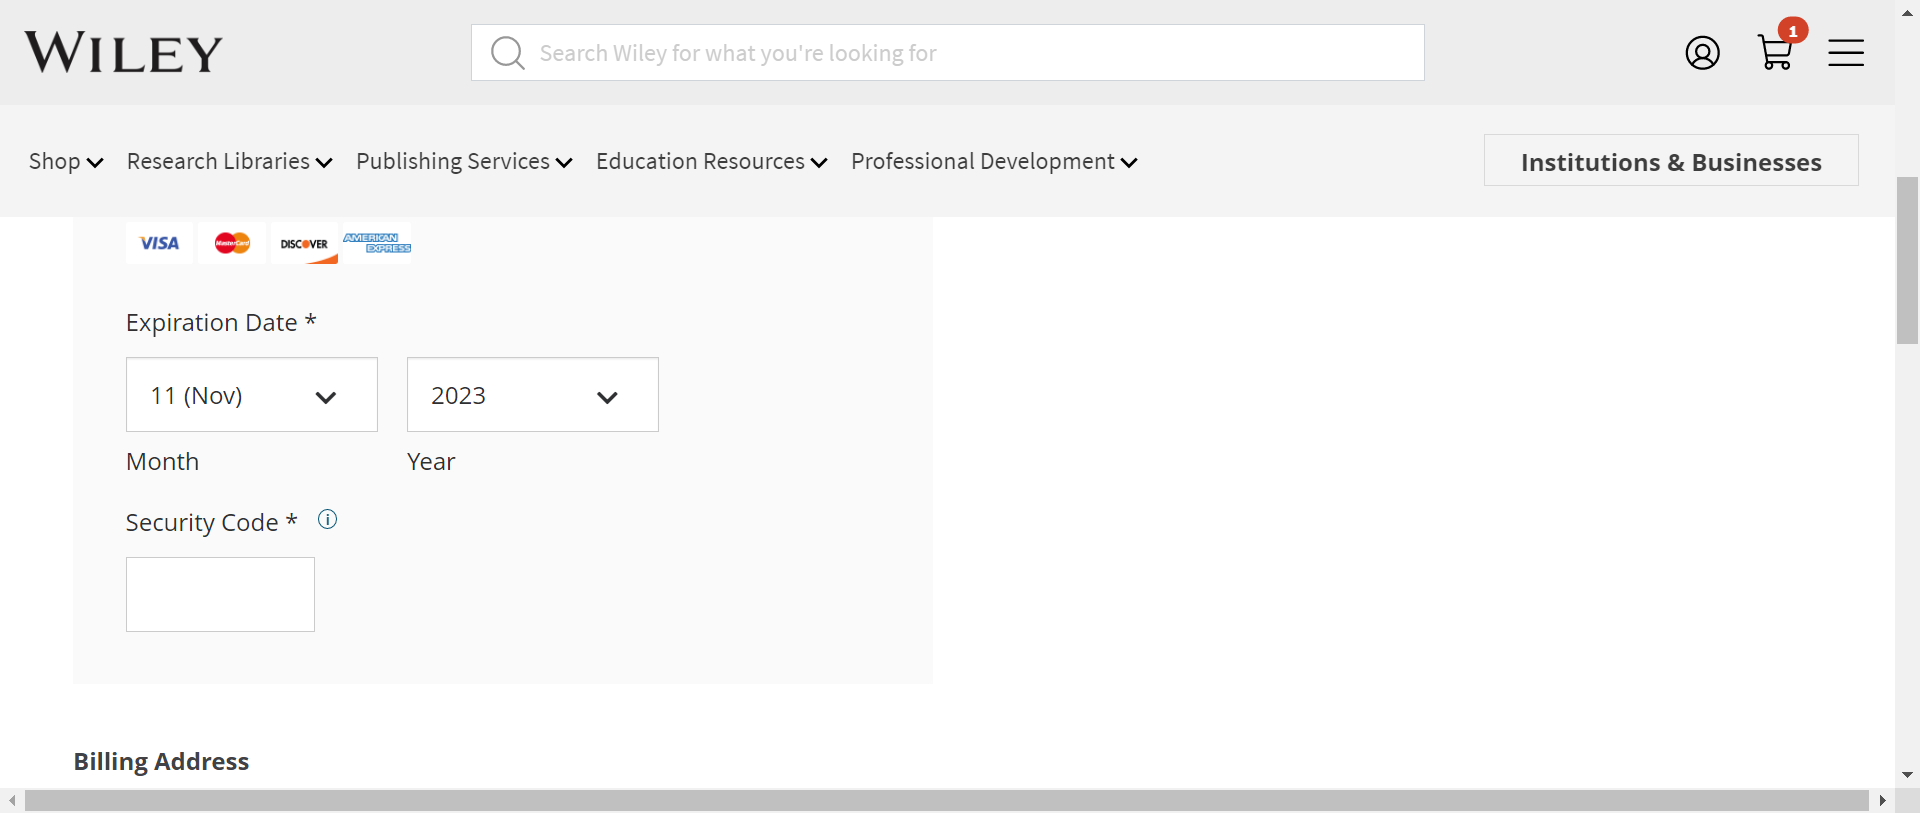 WILEY
Search Wiley for what you're looking for
1
Shop Research Libraries Publishing Services Education Resources Professional Development
Institutions & Businesses
VISA MasterCard DISCOVER AMERICAN EXPRESS
Expiration Date *
11 (Nov) 2023
Month Year
Security Code *
Billing Address